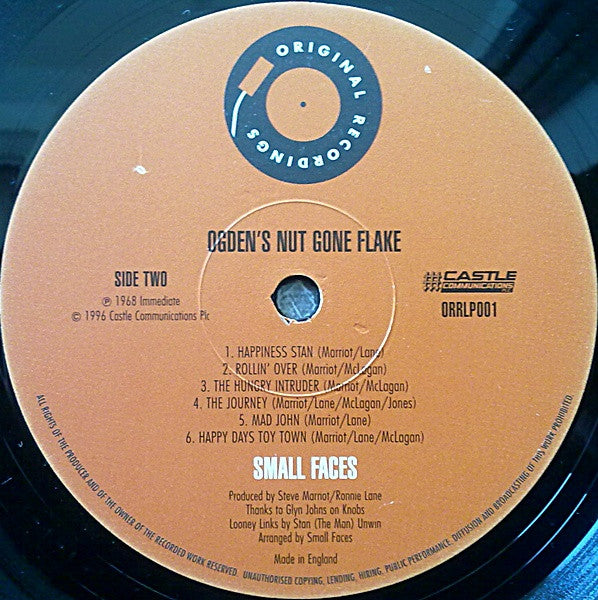 ORIGINAL RECORDINGS
OGDEN'S NUT GONE FLAKE
SIDE TWO
℗ 1968 Immediate
© 1996 Castle Communications Plc
CASTLE
COMMUNICATIONS
PLC
ORRLP001
1. HAPPINESS STAN (Marriot/Lane)
2. ROLLIN' OVER (Marriot/McLagan)
3. THE HUNGRY INTRUDER (Marriot/McLagan)
4. THE JOURNEY (Marriot/Lane/McLagan/Jones)
5. MAD JOHN (Marriot/Lane)
6. HAPPY DAYS TOY TOWN (Marriot/Lane/McLagan)
SMALL FACES
Produced by Steve Marriot/Ronnie Lane
Thanks to Glyn Johns on Knobs
Looney Links by Stan (The Man) Unwin
Arranged by Small Faces
Made in England
ALL RIGHTS OF THE PRODUCER AND OF THE OWNER OF THE RECORDED WORK RESERVED. UNAUTHORISED COPYING, LENDING, HIRING, PUBLIC PERFORMANCE, DIFFUSION AND BROADCASTING OF THIS WORK PROHIBITED.